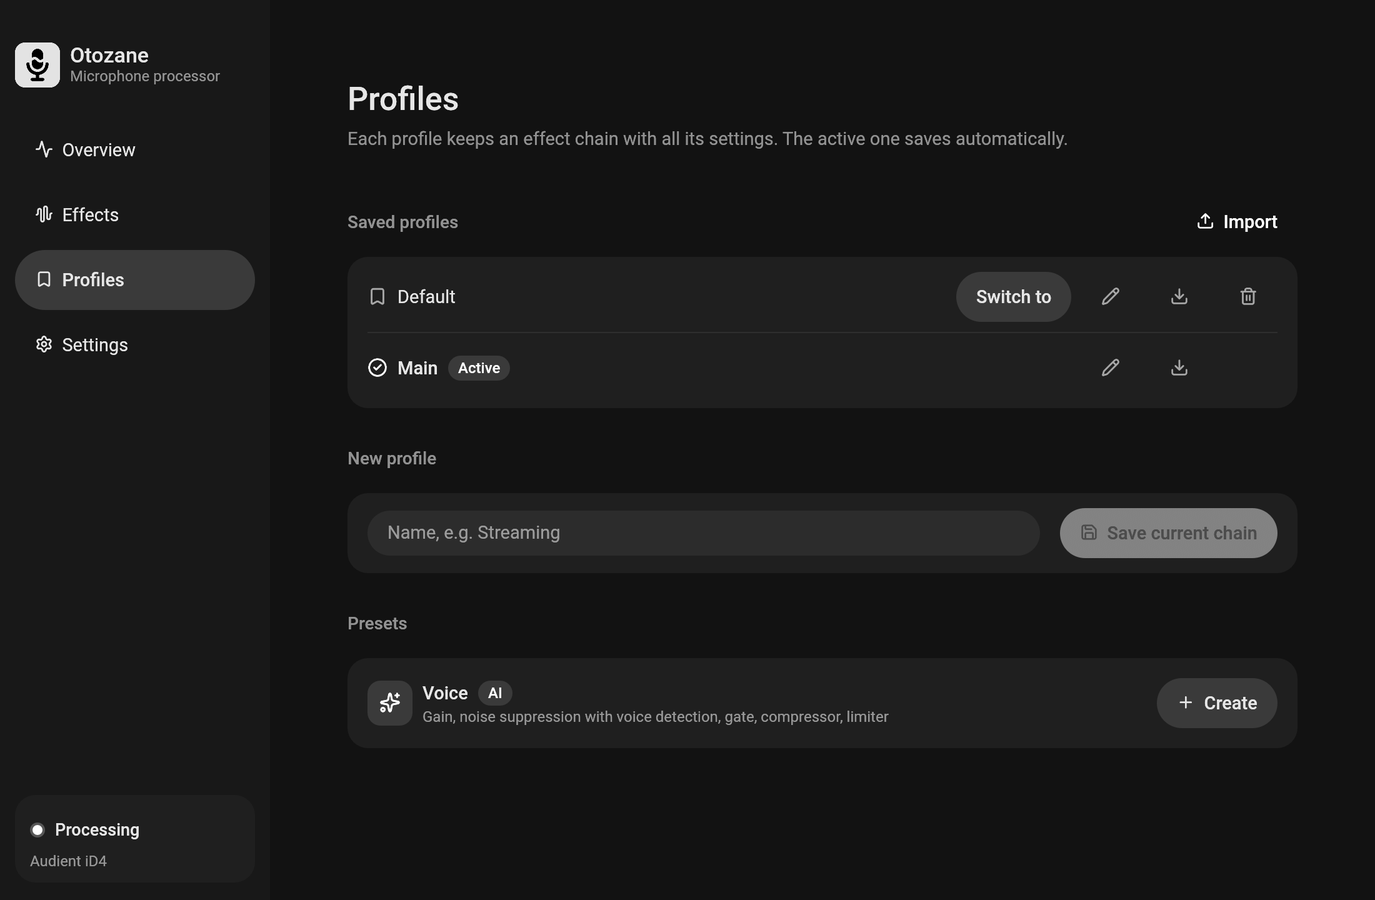 Otozane
Microphone processor
Overview
Effects
Profiles
Settings
Processing
Audient iD4
Profiles
Each profile keeps an effect chain with all its settings. The active one saves automatically.
Saved profiles
Import
Default
Switch to
Main
Active
New profile
Name, e.g. Streaming
Save current chain
Presets
Voice
AI
Gain, noise suppression with voice detection, gate, compressor, limiter
Create